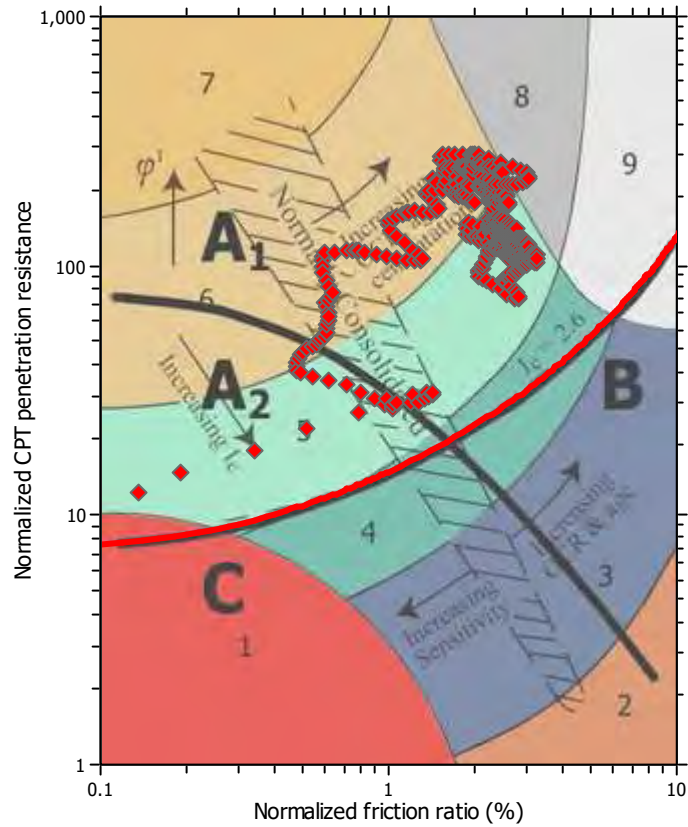 1,000
7
8
9
φ'
Increasing
cementation
Norm
A1
100
6
Consolidated
Ic = 2.6
Increasing Ic
A2
B
5
10
4
Increasing
OCR & age
3
C
Increasing
Sensitivity
1
2
1
0.1
1
10
Normalized friction ratio (%)
Normalized CPT penetration resistance